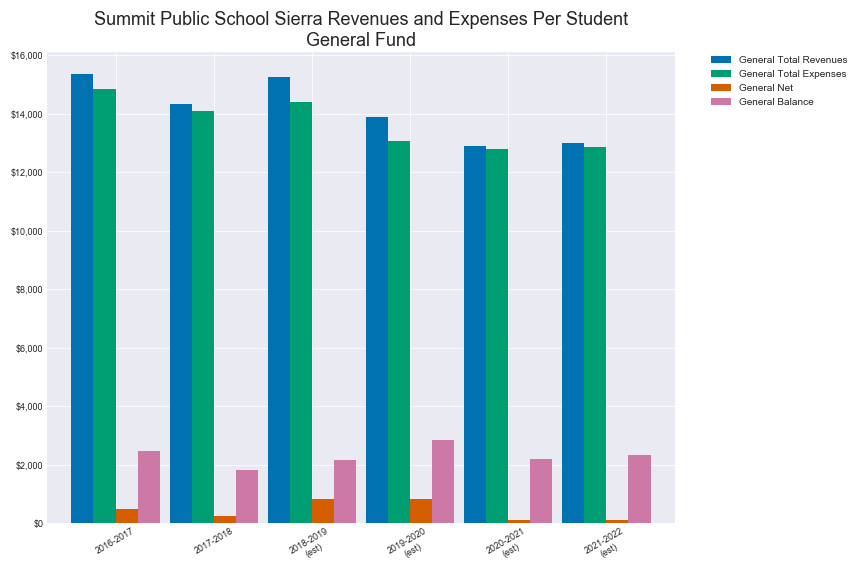 Summit Public School Sierra Revenues and Expenses Per Student
General Fund
$16,000
$14,000
$12,000
$10,000
$8,000
$6,000
$4,000
$2,000
$0
2016-2017
2017-2018
2018-2019
(est)
2019-2020
(est)
2020-2021
(est)
2021-2022
(est)
General Total Revenues
General Total Expenses
General Net
General Balance